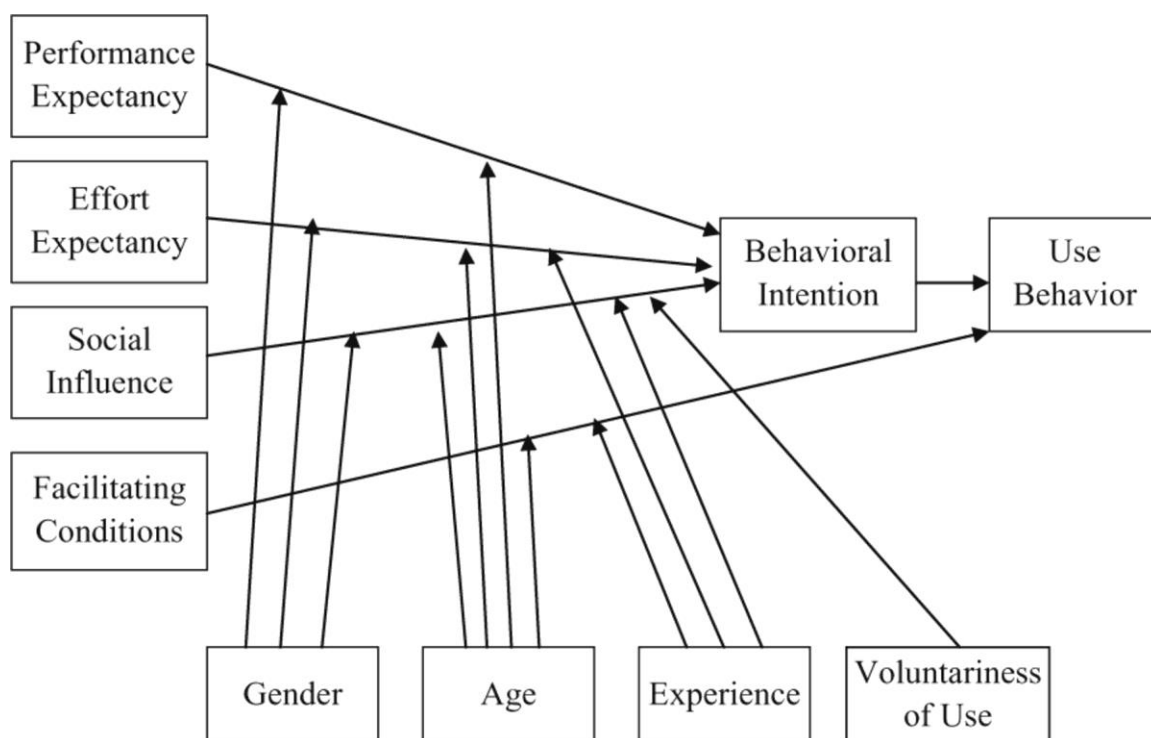 Performance
Expectancy
Effort
Expectancy
Social
Influence
Facilitating
Conditions
Behavioral
Intention
Use
Behavior
Gender
Age
Experience
Voluntariness
of Use